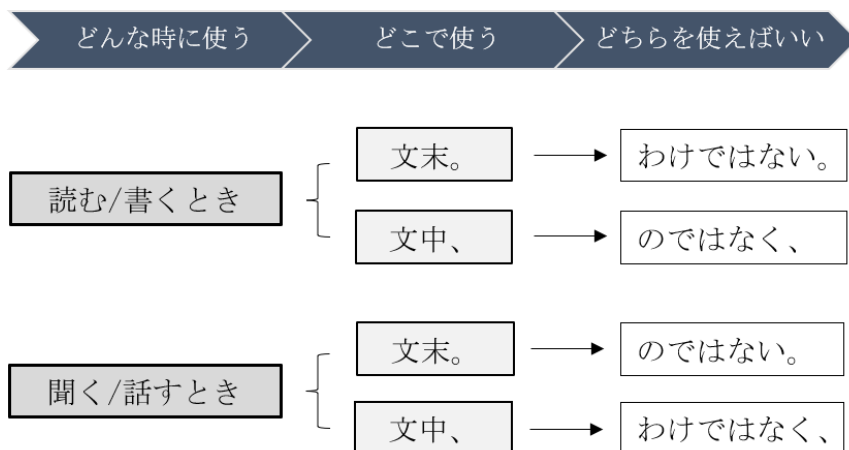 どんな時に使う
どこで使う
どちらを使えばいい
文末。
わけではない。
読む/書くとき
文中、
のではなく、
文末。
のではない。
聞く/話すとき
文中、
わけではなく、